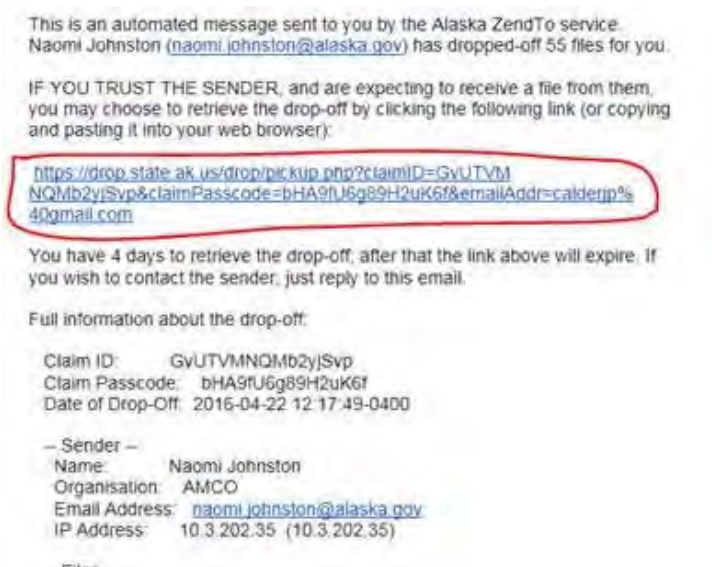 This is an automated message sent to you by the Alaska ZendTo service.
Naomi Johnston (naomi.johnston@alaska.gov) has dropped-off 55 files for you.
IF YOU TRUST THE SENDER, and are expecting to receive a file from them,
you may choose to retrieve the drop-off by clicking the following link (or copying
and pasting it into your web browser):
https://drop.state.ak.us/drop/pickup.php?claimID=GvUTVM
NQMb2yjSvp&claimPasscode=bHA9fU6g89H2uK6f&emailAddr=calderjp%
40gmail.com
You have 4 days to retrieve the drop-off; after that the link above will expire. If
you wish to contact the sender, just reply to this email.
Full information about the drop-off:
Claim ID: GvUTVMNQMb2yjSvp
Claim Passcode: bHA9fU6g89H2uK6f
Date of Drop-Off: 2016-04-22 12:17:49-0400
-- Sender --
Name: Naomi Johnston
Organisation: AMCO
Email Address: naomi.johnston@alaska.gov
IP Address: 10.3.202.35 (10.3.202.35)